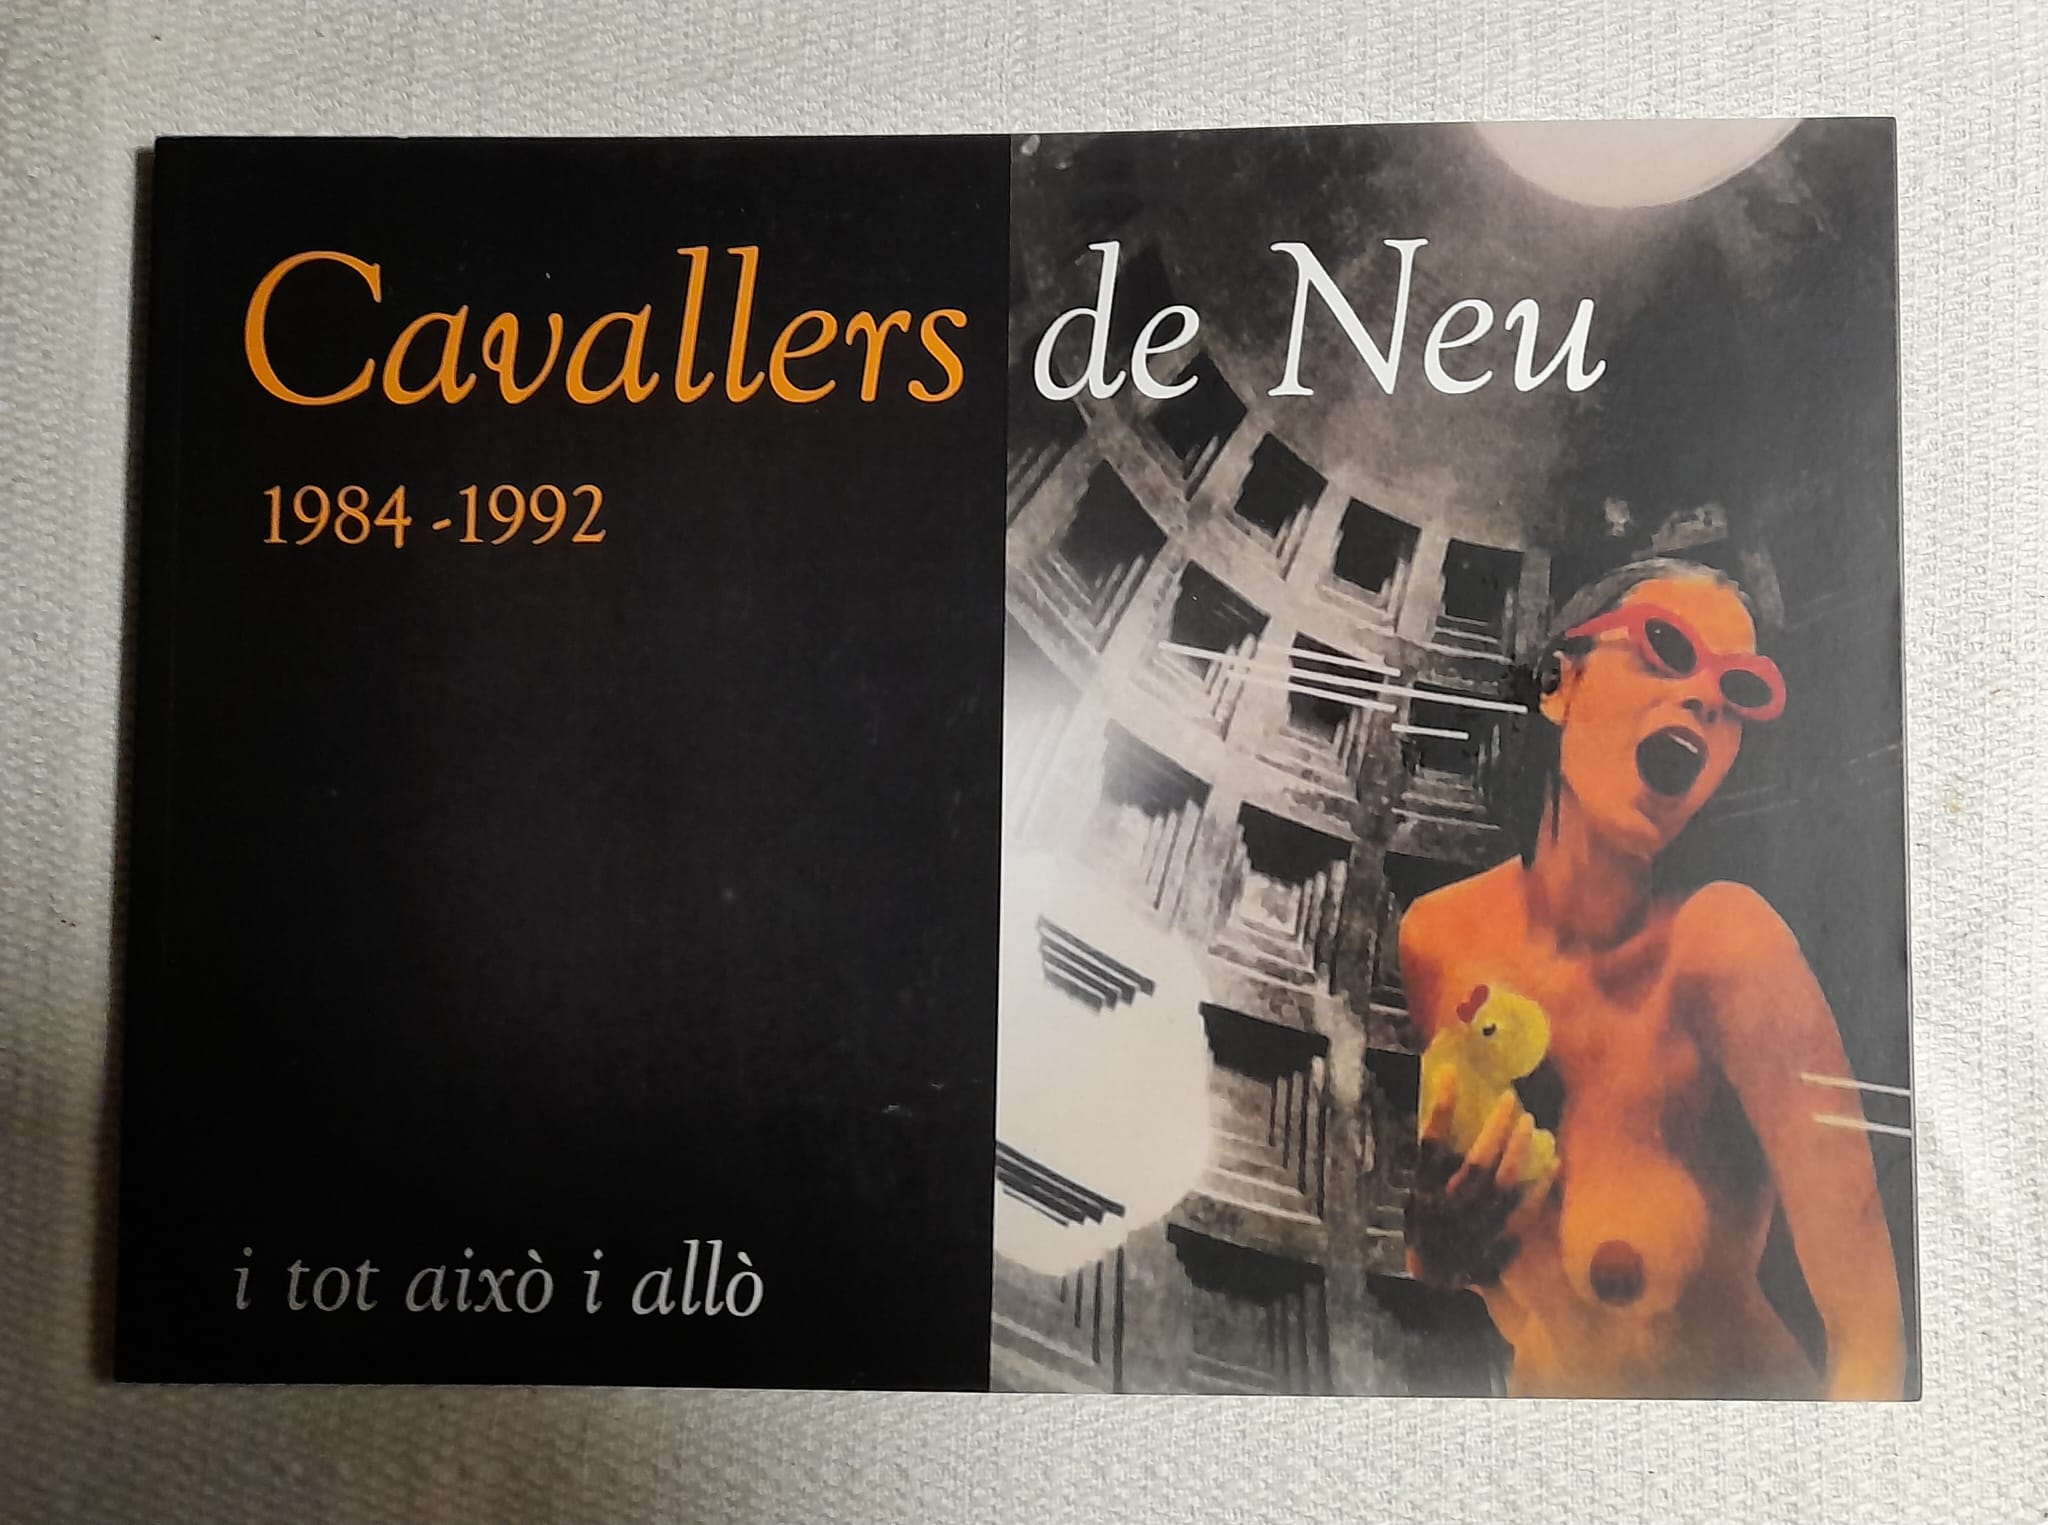 Cavallers de Neu
1984-1992
i tot això i allò